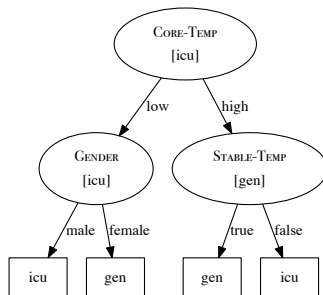 CORE-TEMP
[icu]
low
high
GENDER
[icu]
STABLE-TEMP
[gen]
male
female
true
false
icu
gen
gen
icu